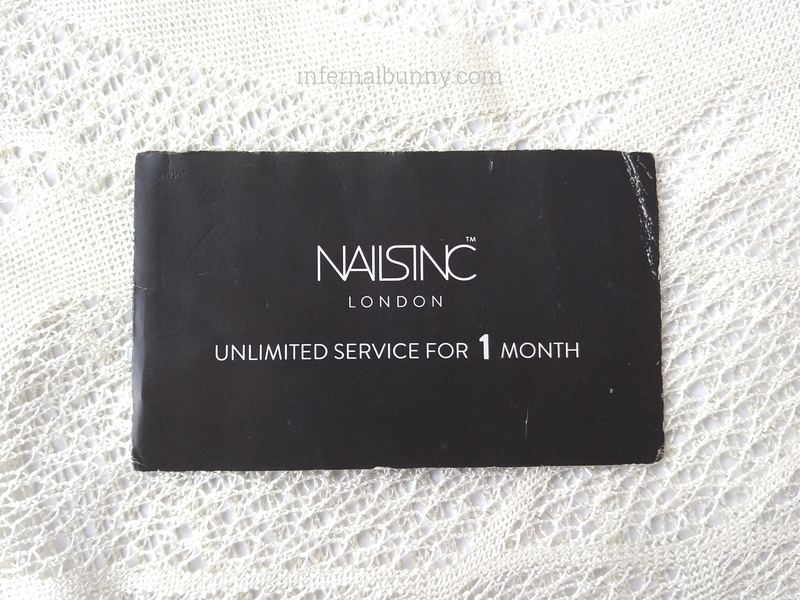 infernalbunny.com
NAILSINC™
LONDON
UNLIMITED SERVICE FOR 1 MONTH